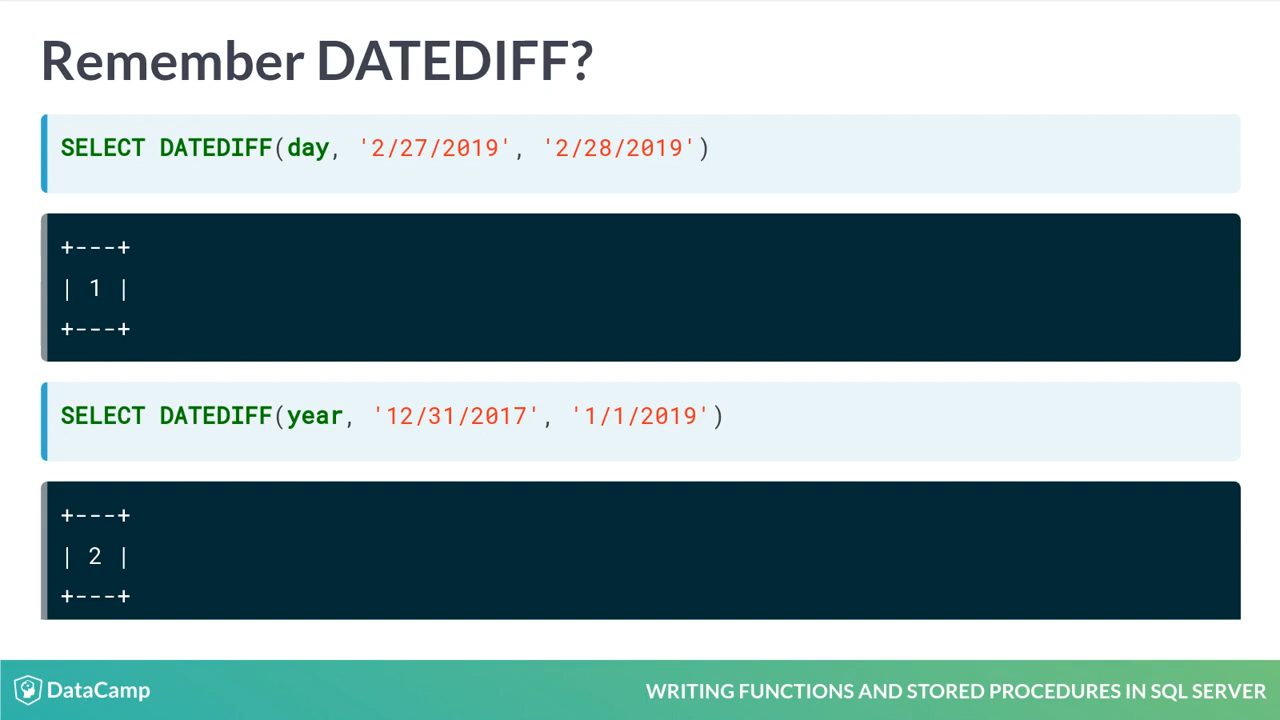 Remember DATEDIFF?
SELECT DATEDIFF(day, '2/27/2019', '2/28/2019')
+---+
| 1 |
+---+
SELECT DATEDIFF(year, '12/31/2017', '1/1/2019')
+---+
| 2 |
+---+
DataCamp
WRITING FUNCTIONS AND STORED PROCEDURES IN SQL SERVER